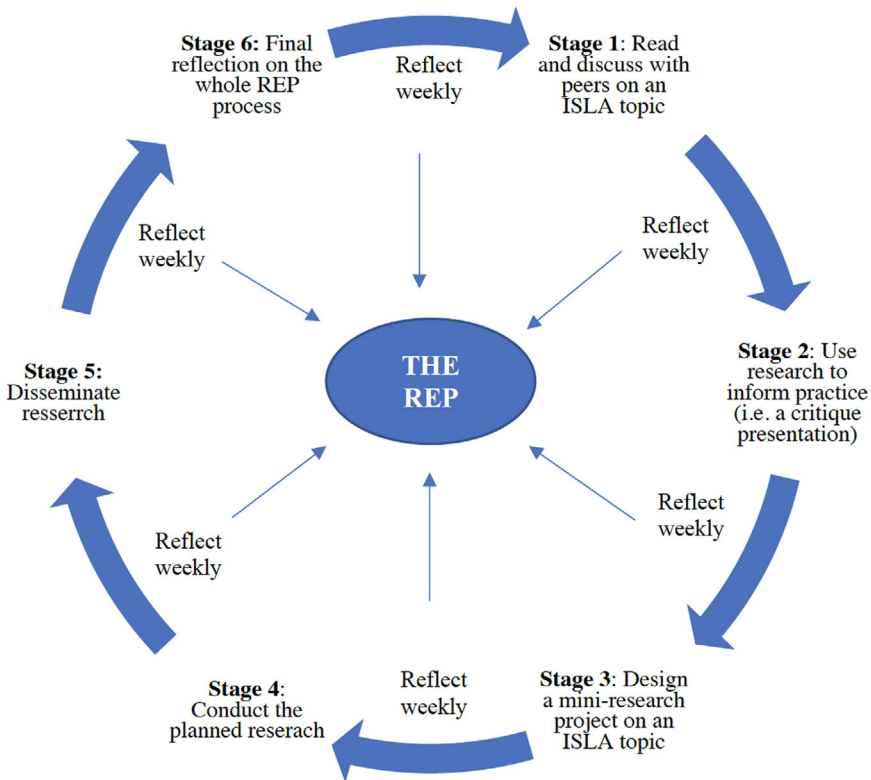 Stage 6: Final
reflection on the
whole REP
process
Reflect
weekly
Stage 1: Read
and discuss with
peers on an
ISLA topic
Reflect
weekly
Stage 2: Use
research to
inform practice
(i.e. a critique
presentation)
Reflect
weekly
Stage 3: Design
a mini-research
project on an
ISLA topic
Reflect
weekly
Stage 4:
Conduct the
planned reserach
Reflect
weekly
Stage 5:
Disseminate
resserrch
Reflect
weekly
THE
REP